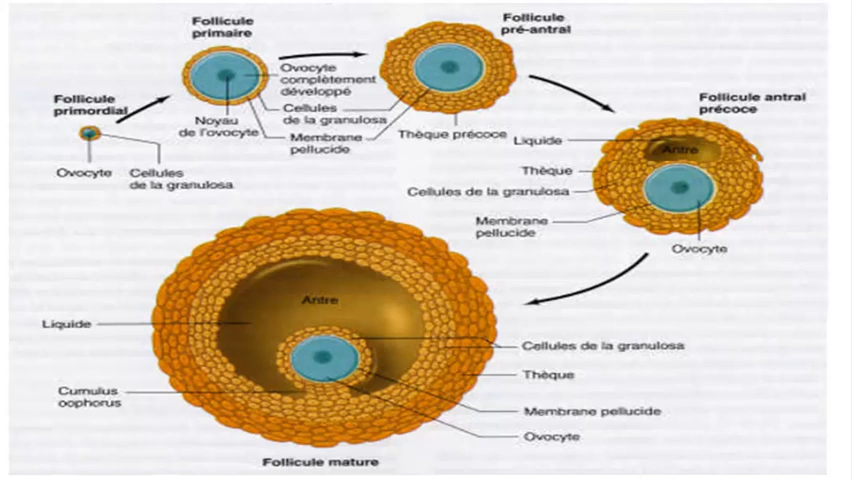 Follicule
primordial
Ovocyte
Cellules
de la granulosa
Follicule
primaire
Ovocyte
complètement
développé
Cellules
de la granulosa
Membrane
pellucide
Noyau
de l'ovocyte
Follicule
pré-antral
Thèque précoce
Follicule antral
précoce
Liquide
Antre
Thèque
Cellules de la granulosa
Membrane
pellucide
Ovocyte
Antre
Liquide
Cumulus
oophorus
Cellules de la granulosa
Thèque
Membrane pellucide
Ovocyte
Follicule mature